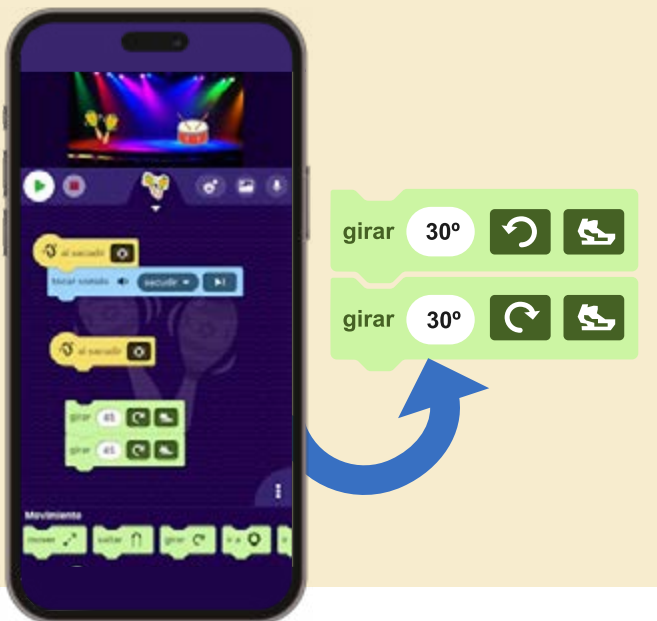 al sacudir
tocar sonido sacudir
al sacudir
girar 45
girar 45
Movimiento
mover saltar girar ir a
girar 30º
girar 30º